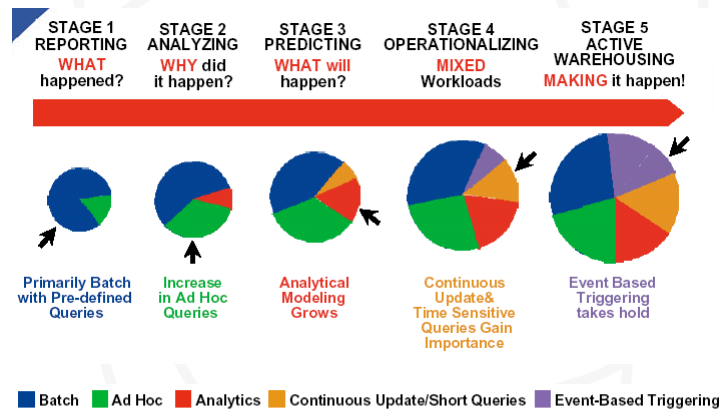 STAGE 1
REPORTING
WHAT
happened?
STAGE 2
ANALYZING
WHY did
it happen?
STAGE 3
PREDICTING
WHAT will
happen?
STAGE 4
OPERATIONALIZING
MIXED
Workloads
STAGE 5
ACTIVE
WAREHOUSING
MAKING it happen!
Primarily Batch
with Pre-defined
Queries
Increase
in Ad Hoc
Queries
Analytical
Modeling
Grows
Continuous
Update&
Time Sensitive
Queries Gain
Importance
Event Based
Triggering
takes hold
Batch
Ad Hoc
Analytics
Continuous Update/Short Queries
Event-Based Triggering